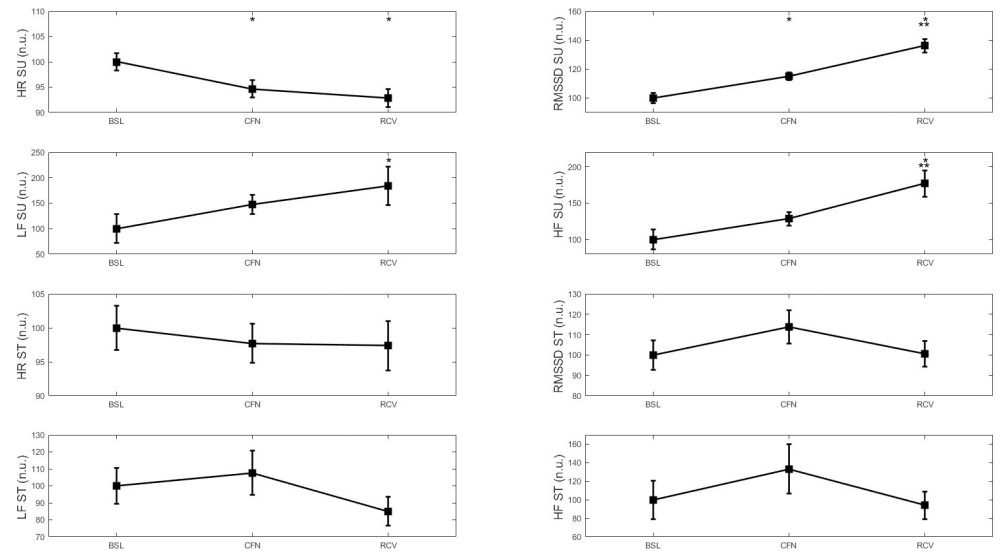 HR SU (n.u.)
110
105
100
95
90
*
*
BSL
CFN
RCV
RMSSD SU (n.u.)
160
140
120
100
*
*
**
BSL
CFN
RCV
LF SU (n.u.)
250
200
150
100
50
*
BSL
CFN
RCV
HF SU (n.u.)
200
150
100
*
**
BSL
CFN
RCV
HR ST (n.u.)
105
100
95
90
BSL
CFN
RCV
RMSSD ST (n.u.)
130
120
110
100
90
80
BSL
CFN
RCV
LF ST (n.u.)
130
120
110
100
90
80
70
BSL
CFN
RCV
HF ST (n.u.)
160
140
120
100
80
60
BSL
CFN
RCV